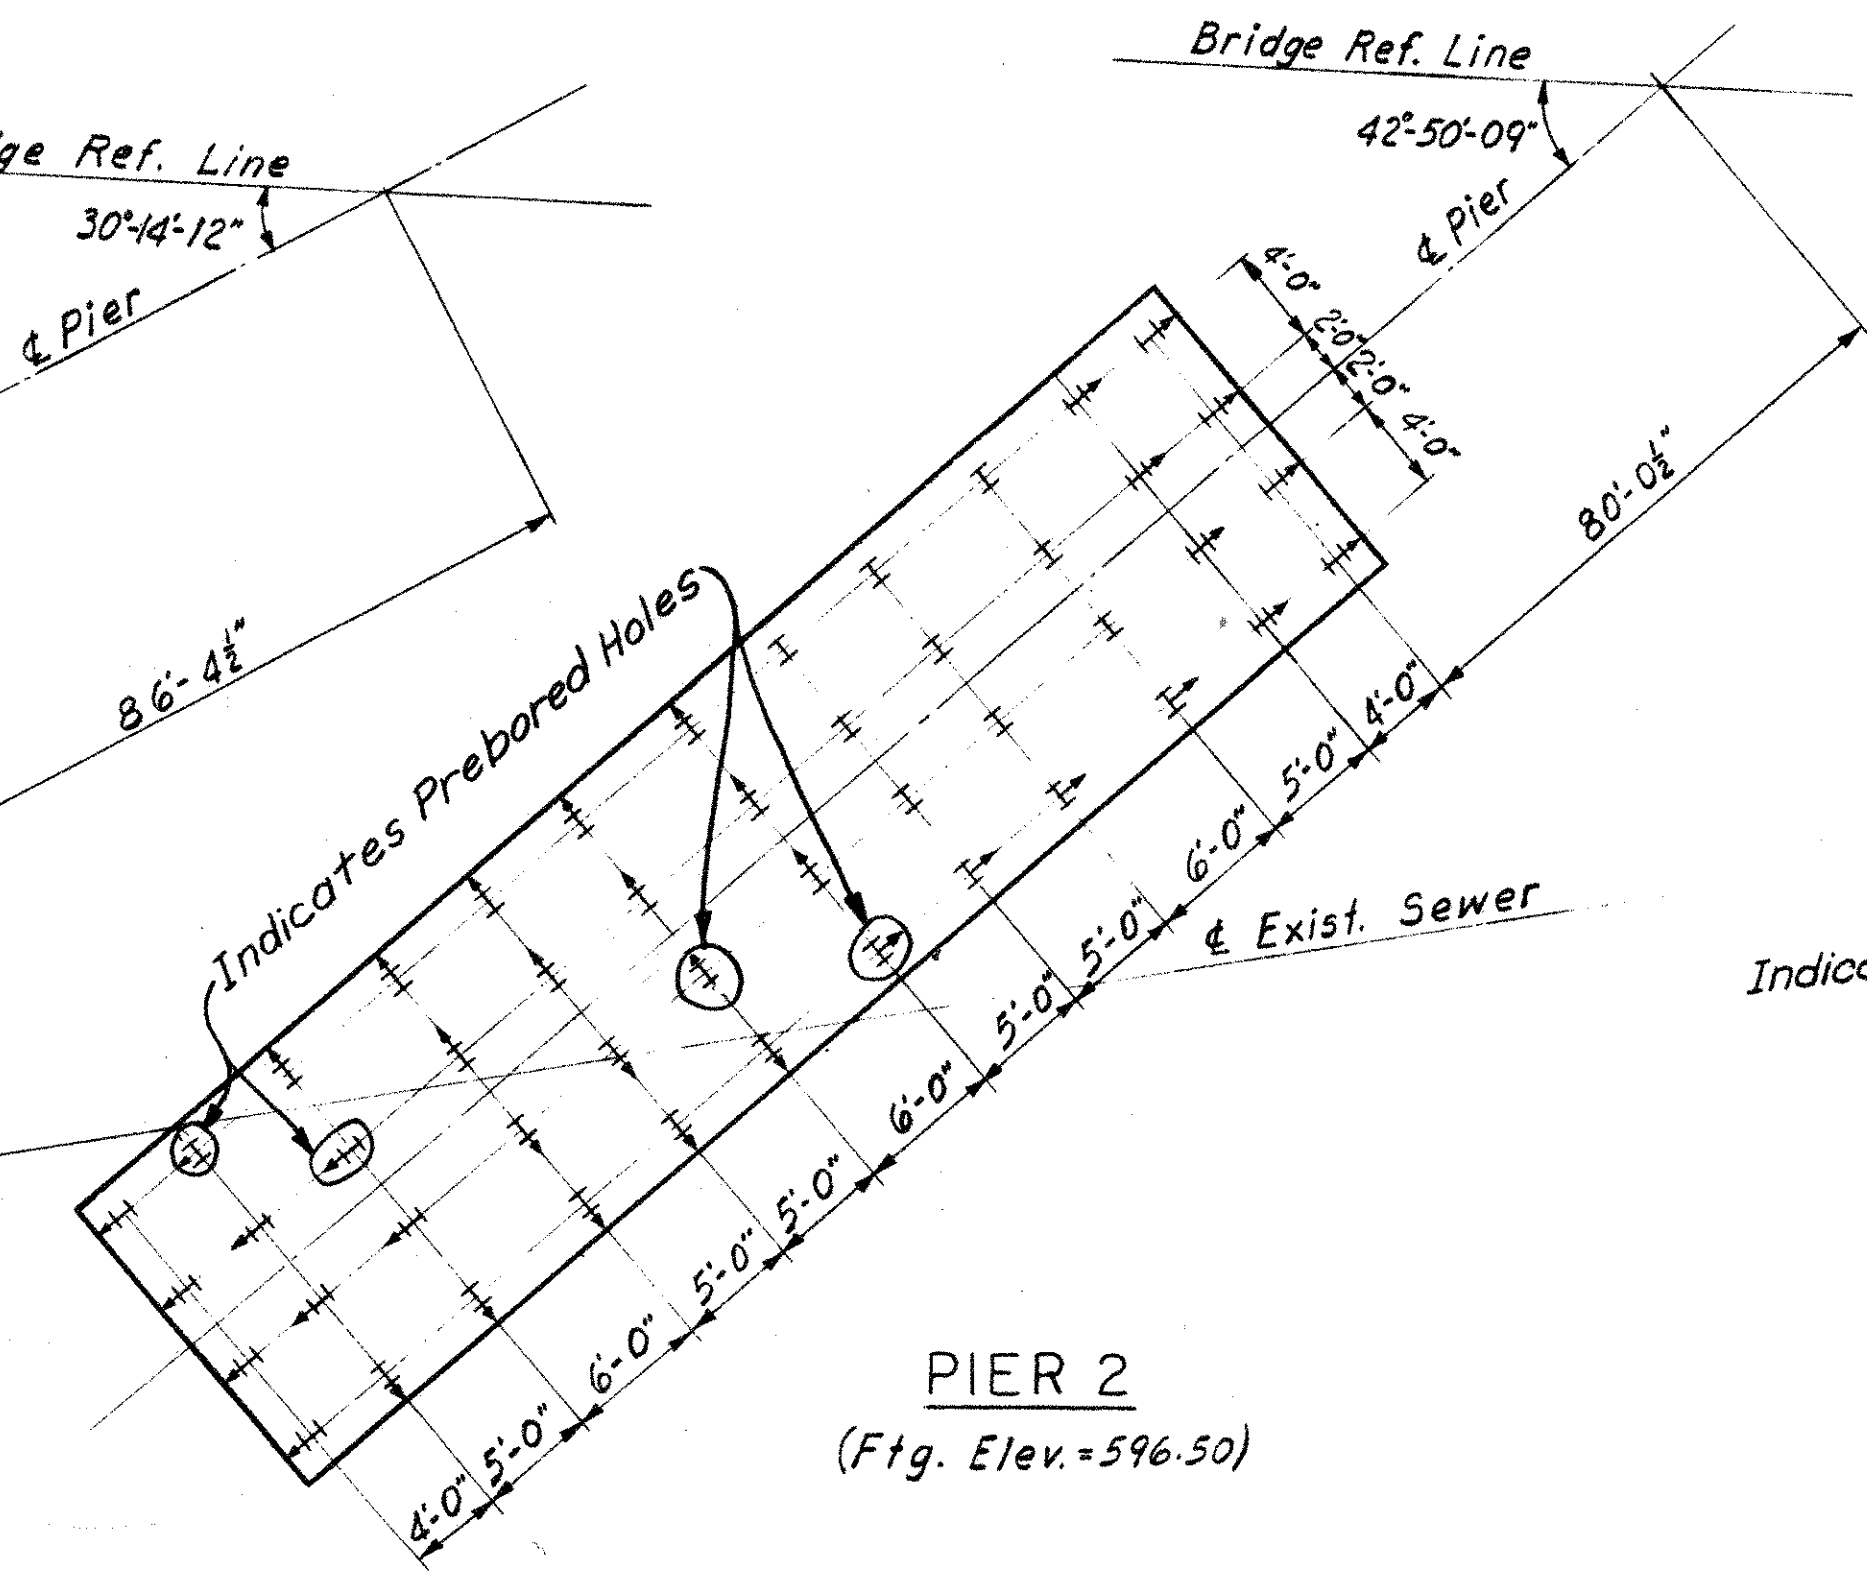 Bridge Ref. Line
42°-50'-09"
ge Ref. Line
30°-14'-12"
℄ Pier
℄ Pier
4'-0"
2'-0"
2'-0"
4'-0"
80'-0½"
86'-4½"
Indicates Prebored Holes
4'-0"
5'-0"
6'-0"
5'-0"
5'-0"
6'-0"
5'-0"
5'-0"
6'-0"
5'-0"
4'-0"
℄ Exist. Sewer
Indica
PIER 2
(Ftg. Elev. = 596.50)